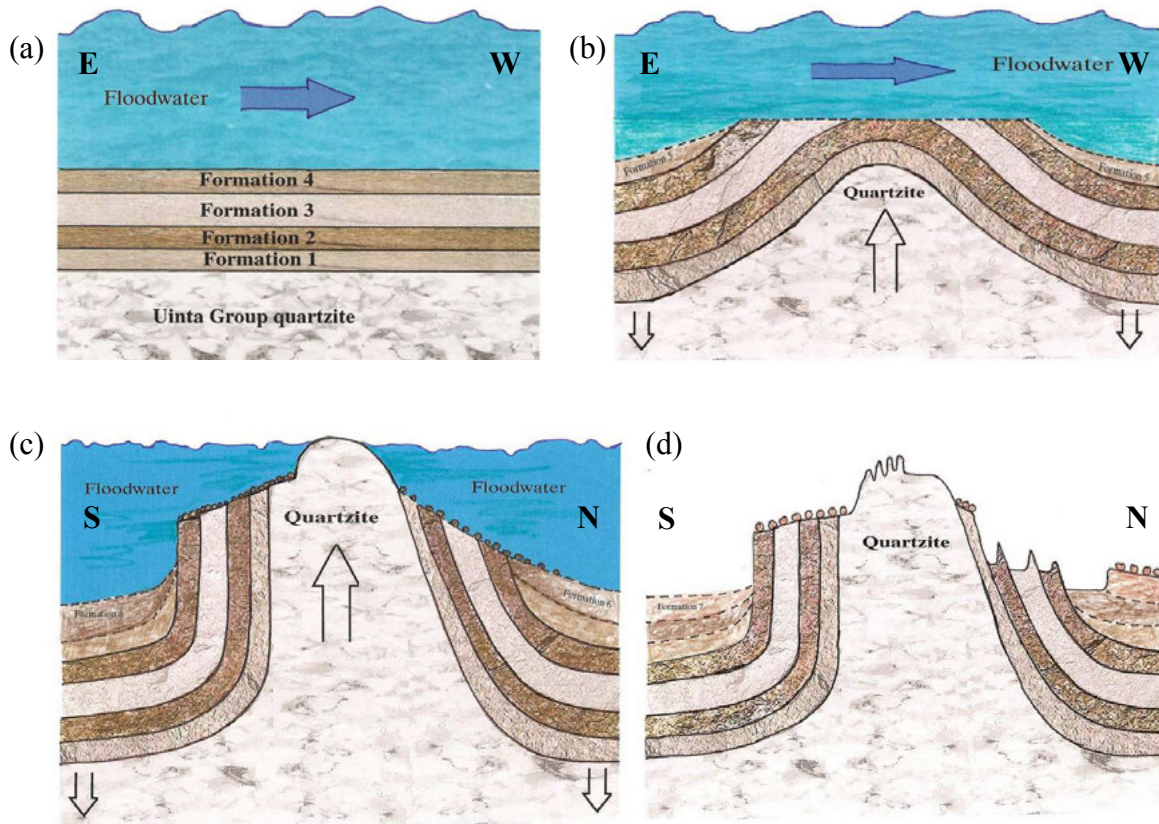 (a)
E
W
Floodwater
Formation 4
Formation 3
Formation 2
Formation 1
Uinta Group quartzite
(b)
E
Floodwater W
Formation 5
Formation 5
Quartzite
(c)
Floodwater
Floodwater
S
N
Quartzite
Formation 6
Formation 6
(d)
S
N
Quartzite
Formation 7